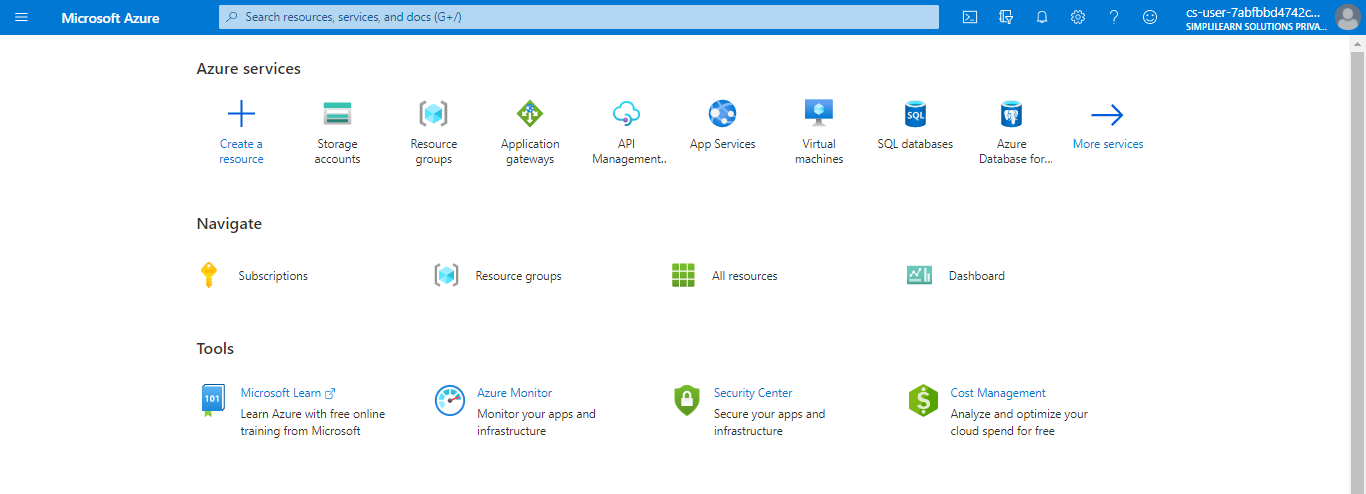 Microsoft Azure
Search resources, services, and docs (G+/)
cs-user-7abfbbd4742c...
SIMPLILEARN SOLUTIONS PRIVA...
Azure services
Create a
resource
Storage
accounts
Resource
groups
Application
gateways
API
Management..
App Services
Virtual
machines
SQL
SQL databases
Azure
Database for...
More services
Navigate
Subscriptions
Resource groups
All resources
Dashboard
Tools
101
Microsoft Learn
Learn Azure with free online
training from Microsoft
Azure Monitor
Monitor your apps and
infrastructure
Security Center
Secure your apps and
infrastructure
$
Cost Management
Analyze and optimize your
cloud spend for free